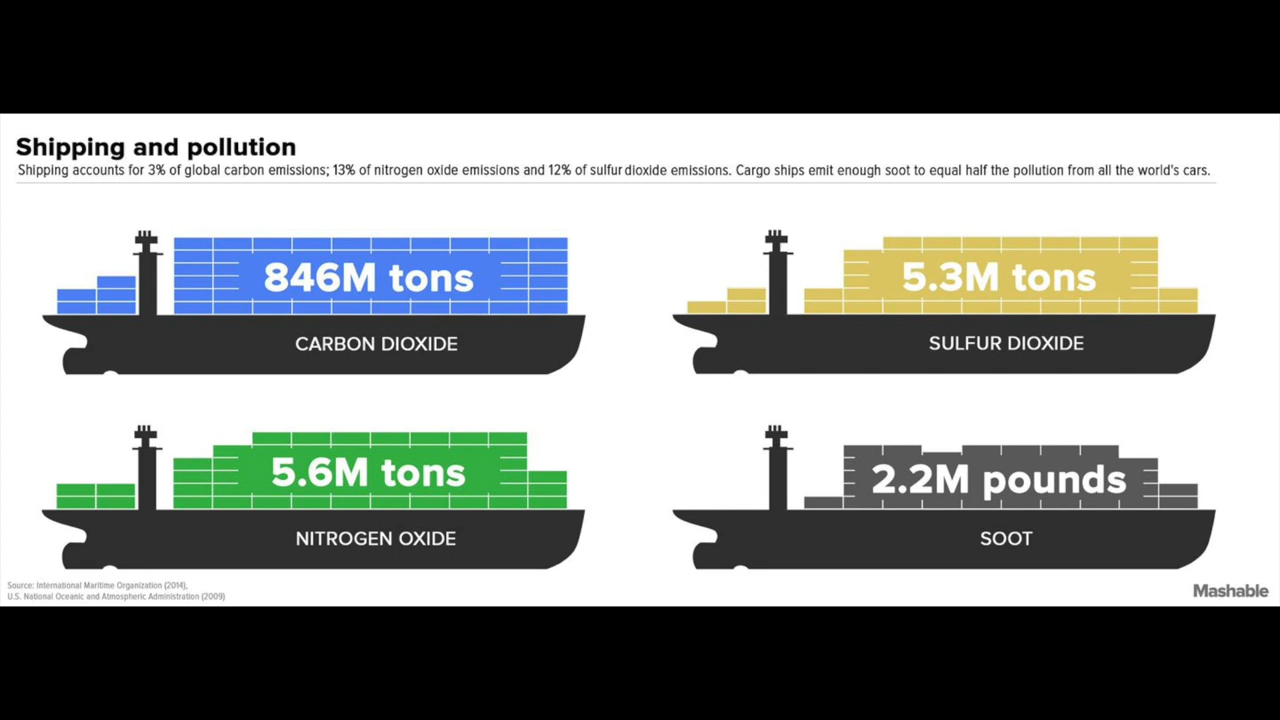 Shipping and pollution
Shipping accounts for 3% of global carbon emissions; 13% of nitrogen oxide emissions and 12% of sulfur dioxide emissions. Cargo ships emit enough soot to equal half the pollution from all the world's cars.
846M tons
CARBON DIOXIDE
5.3M tons
SULFUR DIOXIDE
5.6M tons
NITROGEN OXIDE
2.2M pounds
SOOT
Source: International Maritime Organization (2014),
U.S. National Oceanic and Atmospheric Administration (2009)
Mashable